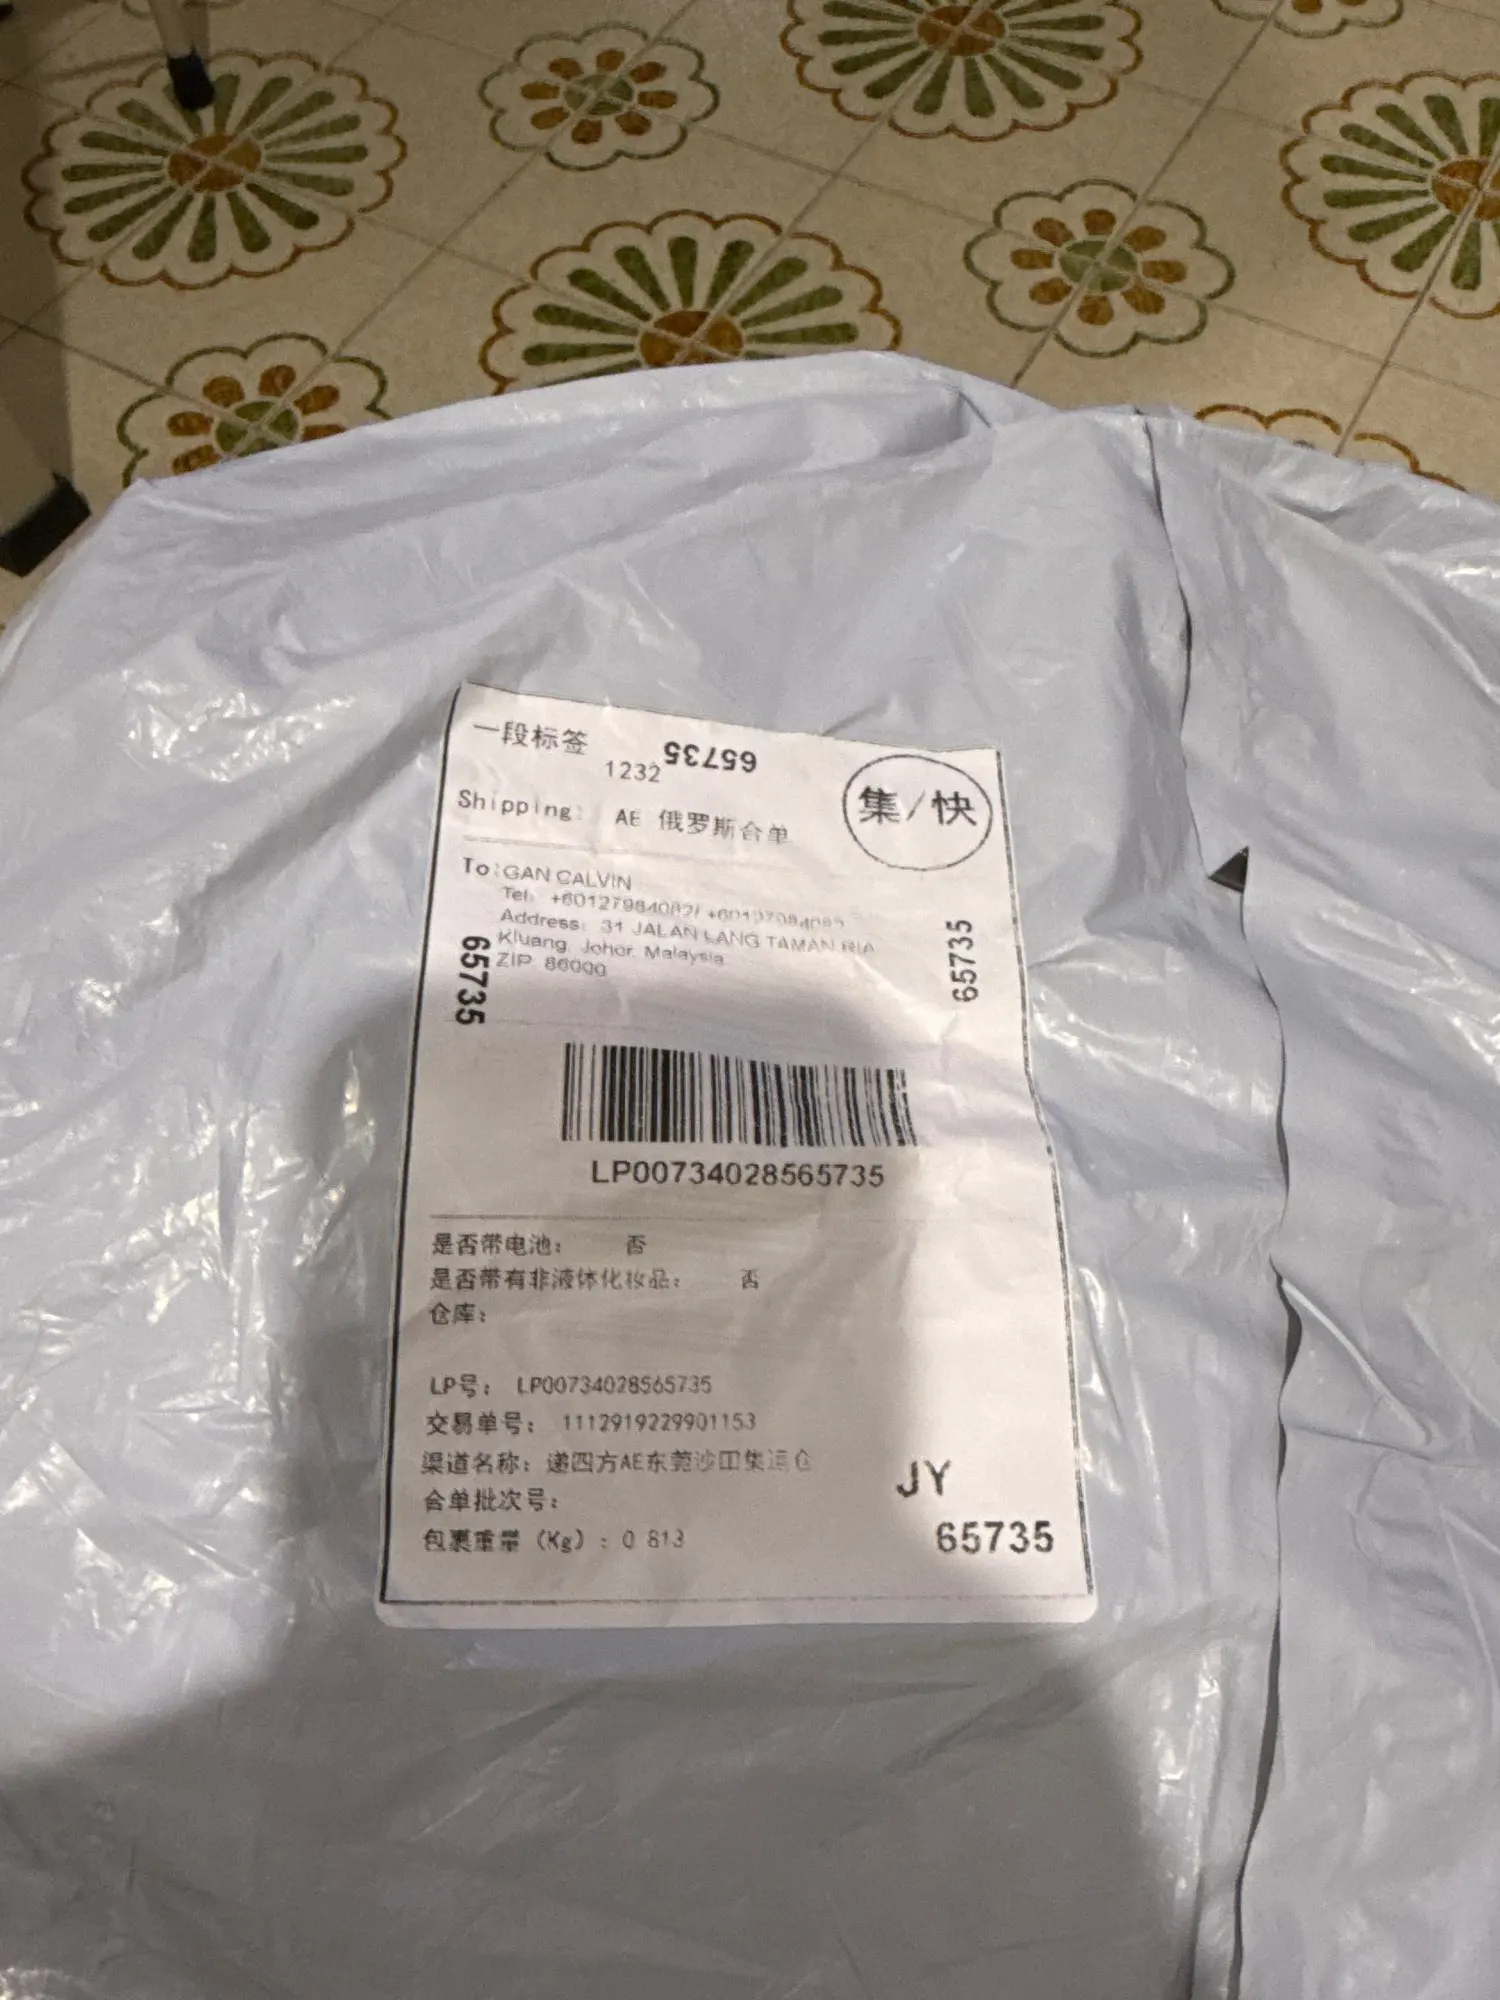 一段标签
1232
65735
集/快
Shipping: AE 俄罗斯合单
To:GAN CALVIN
Tel: +60127984082/
Address: 31 JALAN LANG TAMAN RIA
Kluang, Johor, Malaysia
ZIP: 86000
65735
65735
LP00734028565735
是否带电池: 否
是否带有非液体化妆品: 否
仓库:
LP号: LP00734028565735
交易单号: 1112919229901153
渠道名称: 递四方AE东莞沙田集运仓
合单批次号:
包裹重量 (Kg) : 0.813
JY
65735